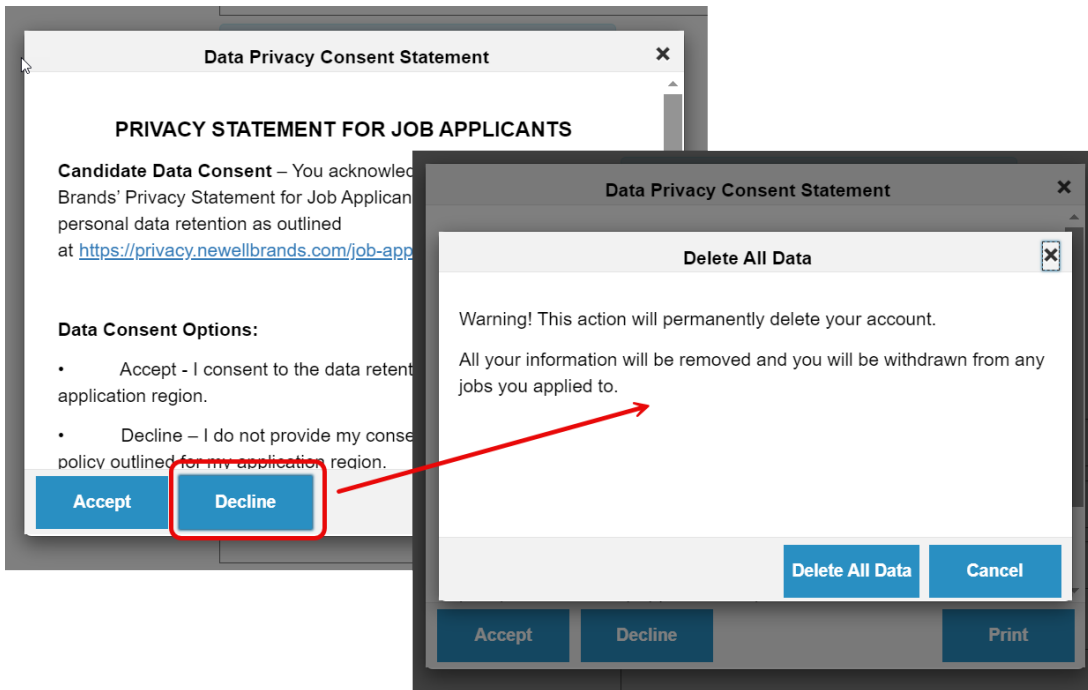 Data Privacy Consent Statement
PRIVACY STATEMENT FOR JOB APPLICANTS
Candidate Data Consent – You acknowled
Brands’ Privacy Statement for Job Applican
personal data retention as outlined
at https://privacy.newellbrands.com/job-app
Data Consent Options:
• Accept - I consent to the data retent
application region.
• Decline – I do not provide my conse
policy outlined for my application region.
Accept Decline
Data Privacy Consent Statement
Delete All Data
Warning! This action will permanently delete your account.
All your information will be removed and you will be withdrawn from any
jobs you applied to.
Delete All Data Cancel
Accept Decline Print